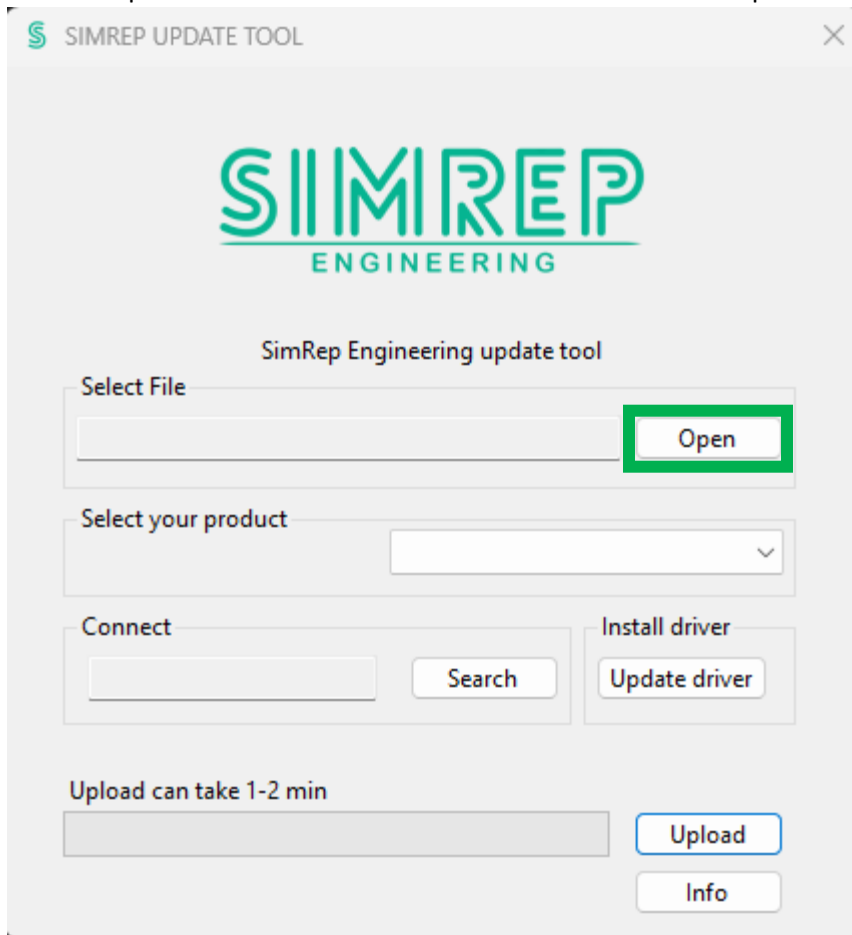 SIMREP UPDATE TOOL
SIMREP
ENGINEERING
SimRep Engineering update tool
Select File
Open
Select your product
Connect
Install driver
Search
Update driver
Upload can take 1-2 min
Upload
Info